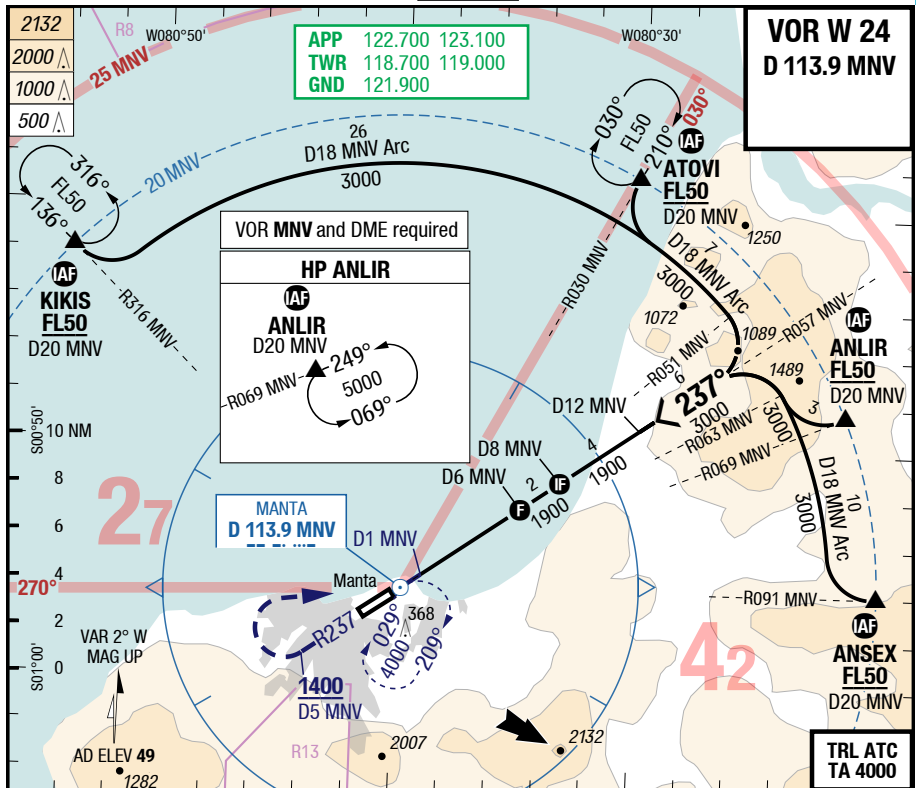 2132
2000
1000
500
R8
W080°50'
25 MNV
APP 122.700 123.100
TWR 118.700 119.000
GND 121.900
W080°30'
VOR W 24
D 113.9 MNV
030°
FL50
210°
030°
IAF
ATOVI
FL50
D20 MNV
26
D18 MNV Arc
3000
20 MNV
316°
FL50
136°
IAF
KIKIS
FL50
D20 MNV
R316 MNV
VOR MNV and DME required
HP ANLIR
IAF
ANLIR
D20 MNV
R069 MNV
249°
5000
069°
R030 MNV
1250
7
D18 MNV Arc
3000
1072
1089
R057 MNV
R051 MNV
1489
IAF
ANLIR
FL50
D20 MNV
6
237°
3000
R063 MNV
R069 MNV
3000
3
D12 MNV
D8 MNV
4
1900
D6 MNV
2
IF
F
1900
10
D18 MNV Arc
3000
S00°50'
10 NM
8
6
4
2
0
S01°00'
27
MANTA
D 113.9 MNV
D1 MNV
270°
Manta
R237
029°
4000
209°
368
R091 MNV
IAF
ANSEX
FL50
D20 MNV
42
VAR 2° W
MAG UP
1400
D5 MNV
AD ELEV 49
1282
R13
2007
2132
TRL ATC
TA 4000